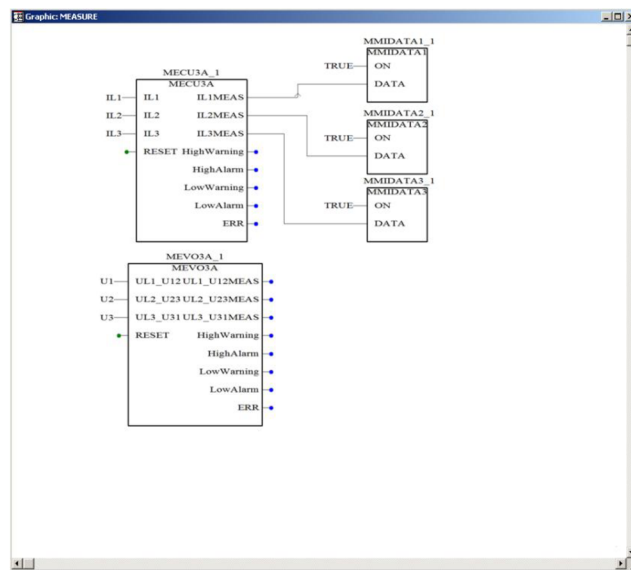 Graphic: MEASURE
MMIDATA1_1
MMIDATA1
TRUE ON
DATA
MECU3A_1
MECU3A
IL1 IL1 IL1MEAS
IL2 IL2 IL2MEAS
IL3 IL3 IL3MEAS
RESET HighWarning
HighAlarm
LowWarning
LowAlarm
ERR
MMIDATA2_1
MMIDATA2
TRUE ON
DATA
MMIDATA3_1
MMIDATA3
TRUE ON
DATA
MEVO3A_1
MEVO3A
U1 UL1_U12 UL1_U12MEAS
U2 UL2_U23 UL2_U23MEAS
U3 UL3_U31 UL3_U31MEAS
RESET HighWarning
HighAlarm
LowWarning
LowAlarm
ERR